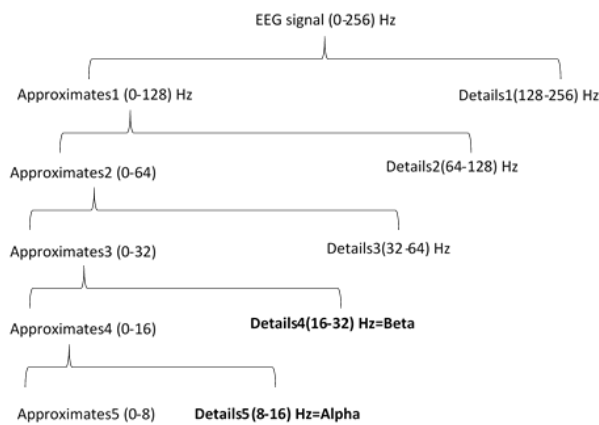 EEG signal (0-256) Hz
Approximates1 (0-128) Hz
Details1(128-256) Hz
Approximates2 (0-64)
Details2(64-128) Hz
Approximates3 (0-32)
Details3(32-64) Hz
Approximates4 (0-16)
Details4(16-32) Hz=Beta
Approximates5 (0-8)
Details5(8-16) Hz=Alpha